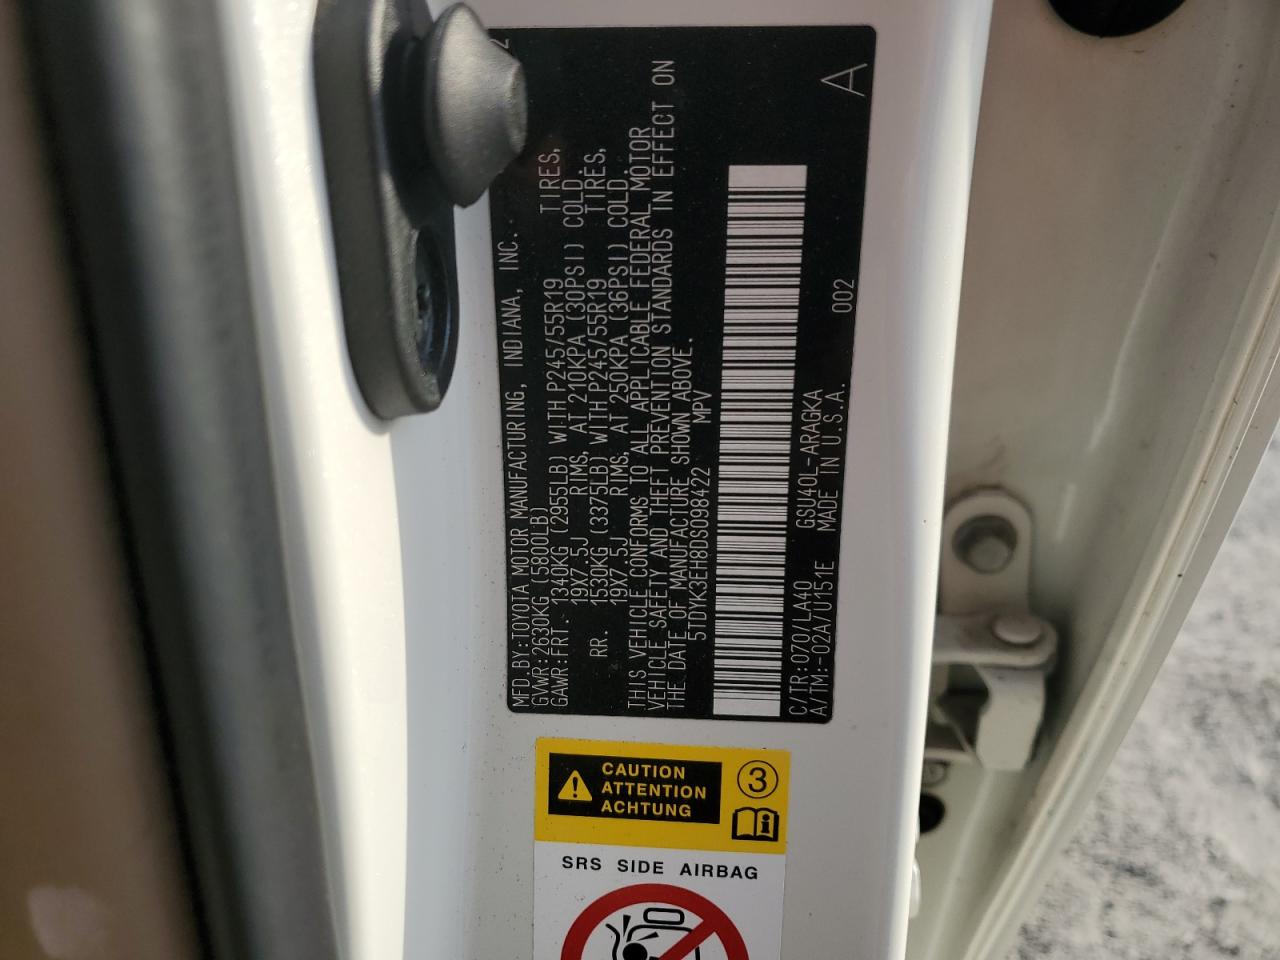 MFD.BY:TOYOTA MOTOR MANUFACTURING, INDIANA, INC. 2
GVWR:2630KG (5800LB)
GAWR:FRT. 1340KG (2955LB) WITH P245/55R19 TIRES,
19X7.5J RIMS, AT 210KPA (30PSI) COLD
RR. 1530KG (3375LB) WITH P245/55R19 TIRES,
19X7.5J RIMS, AT 250KPA (36PSI) COLD.
THIS VEHICLE CONFORMS TO ALL APPLICABLE FEDERAL MOTOR
VEHICLE SAFETY AND THEFT PREVENTION STANDARDS IN EFFECT ON
THE DATE OF MANUFACTURE SHOWN ABOVE.
5TDYK3EH8DS098422 MPV
A
C/TR:070/LA40 GSU40L-ARAGKA 002
A/TM:-02A/U151E MADE IN U.S.A.
CAUTION
ATTENTION
ACHTUNG
3
i
SRS SIDE AIRBAG